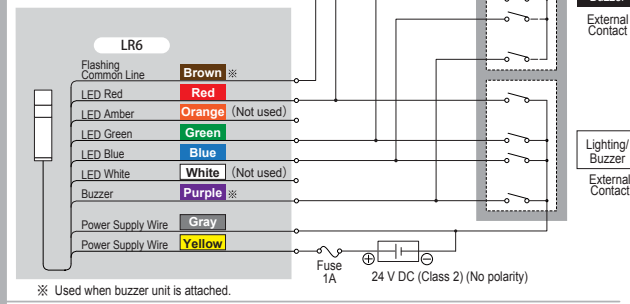 Buzzer
External
Contact
LR6
Flashing
Common Line Brown ※
LED Red Red
LED Amber Orange (Not used)
LED Green Green
LED Blue Blue
LED White White (Not used)
Buzzer Purple ※
Power Supply Wire Gray
Power Supply Wire Yellow
Lighting/
Buzzer
External
Contact
⊕ ⊖
Fuse
1A
24 V DC (Class 2) (No polarity)
※ Used when buzzer unit is attached.